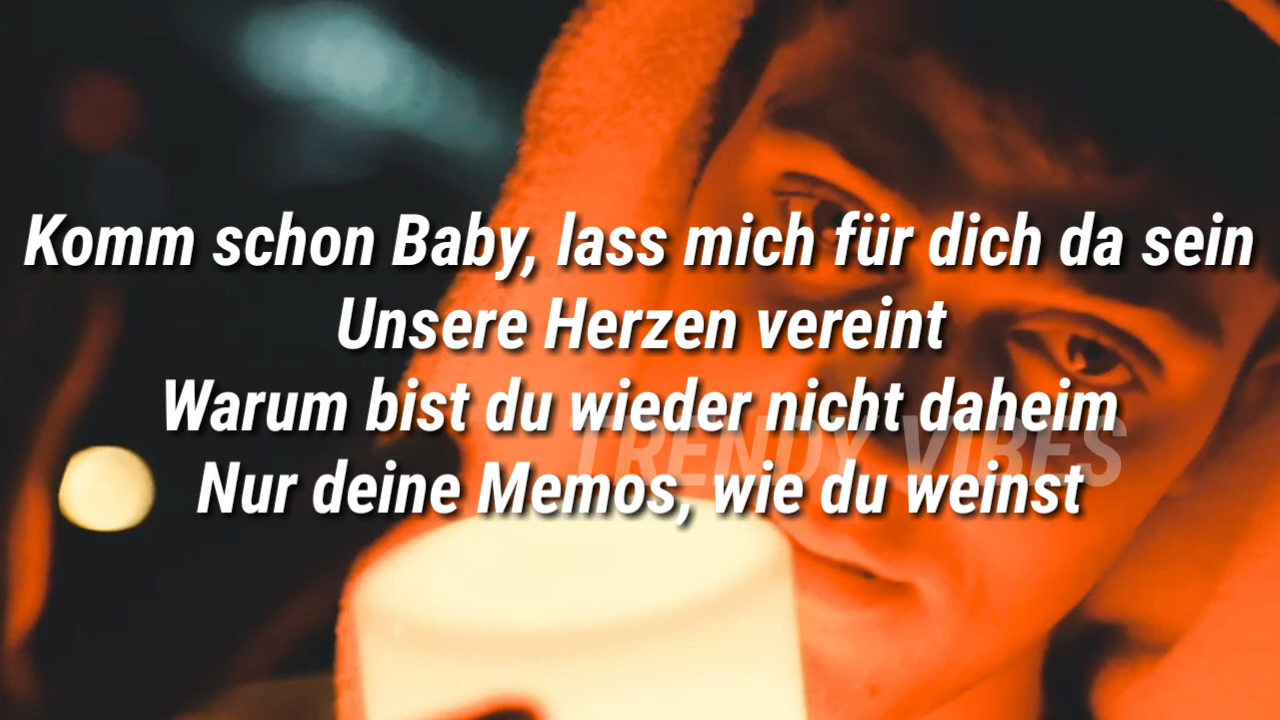 Komm schon Baby, lass mich für dich da sein
Unsere Herzen vereint
Warum bist du wieder nicht daheim
Nur deine Memos, wie du weinst
TRENDY VIBES